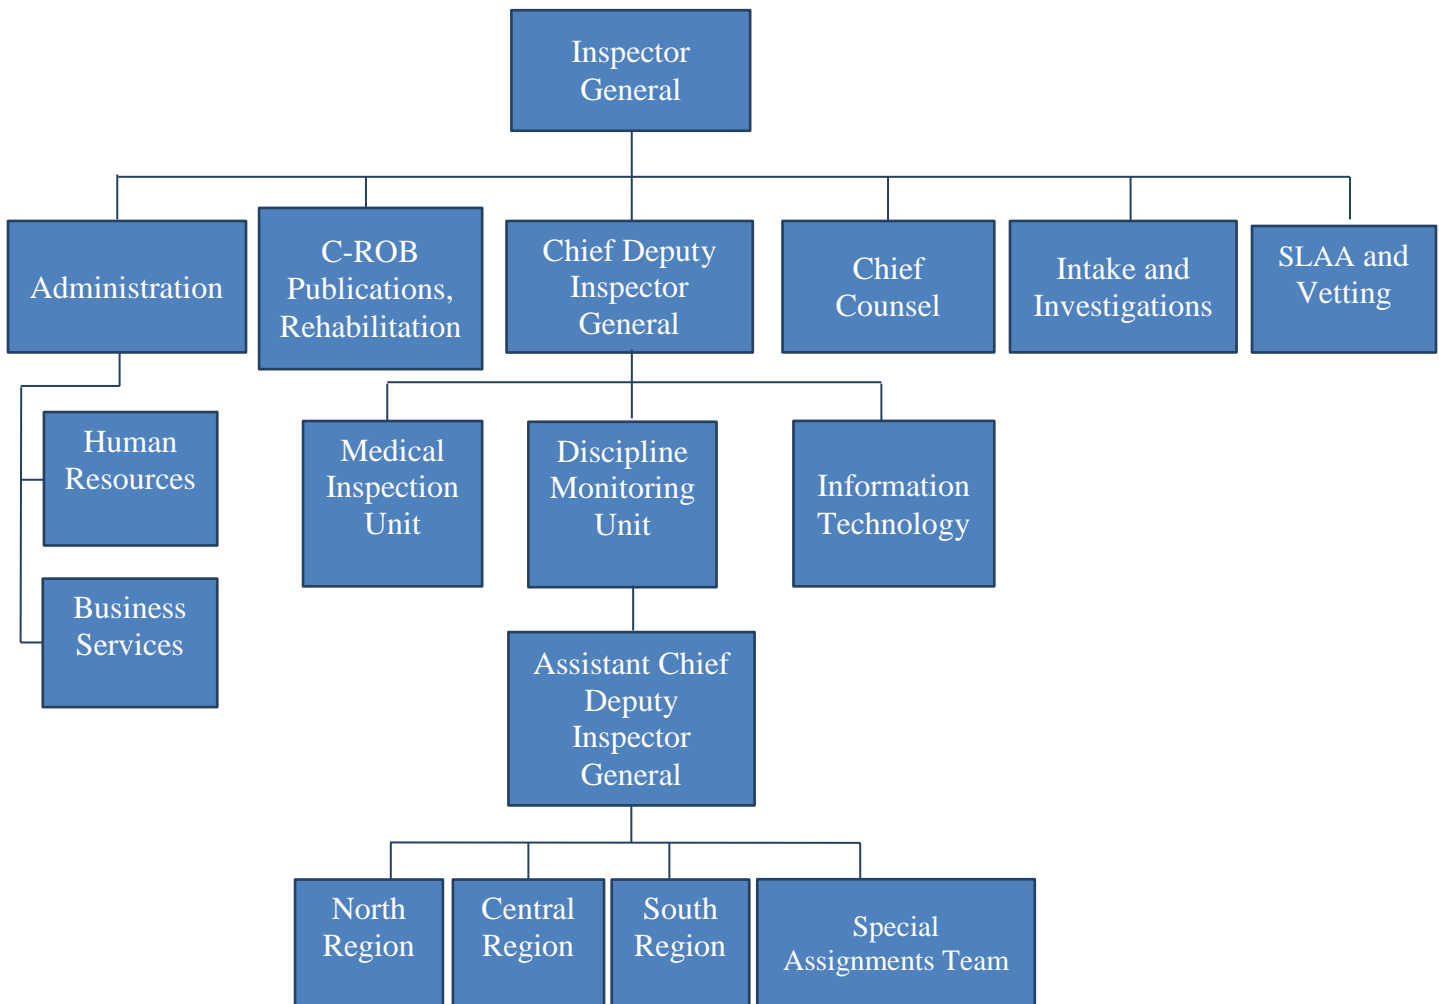 Inspector
General
Administration
C-ROB
Publications,
Rehabilitation
Chief Deputy
Inspector
General
Chief
Counsel
Intake and
Investigations
SLAA and
Vetting
Human
Resources
Business
Services
Medical
Inspection
Unit
Discipline
Monitoring
Unit
Information
Technology
Assistant Chief
Deputy
Inspector
General
North
Region
Central
Region
South
Region
Special
Assignments Team